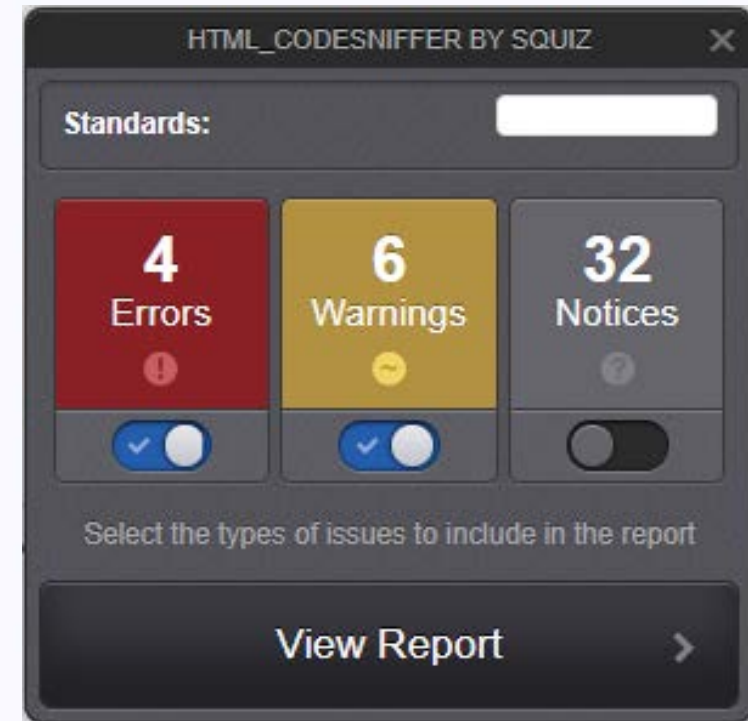 HTML_CODESNIFFER BY SQUIZ
Standards:
4 6 32
Errors Warnings Notices
Select the types of issues to include in the report
View Report